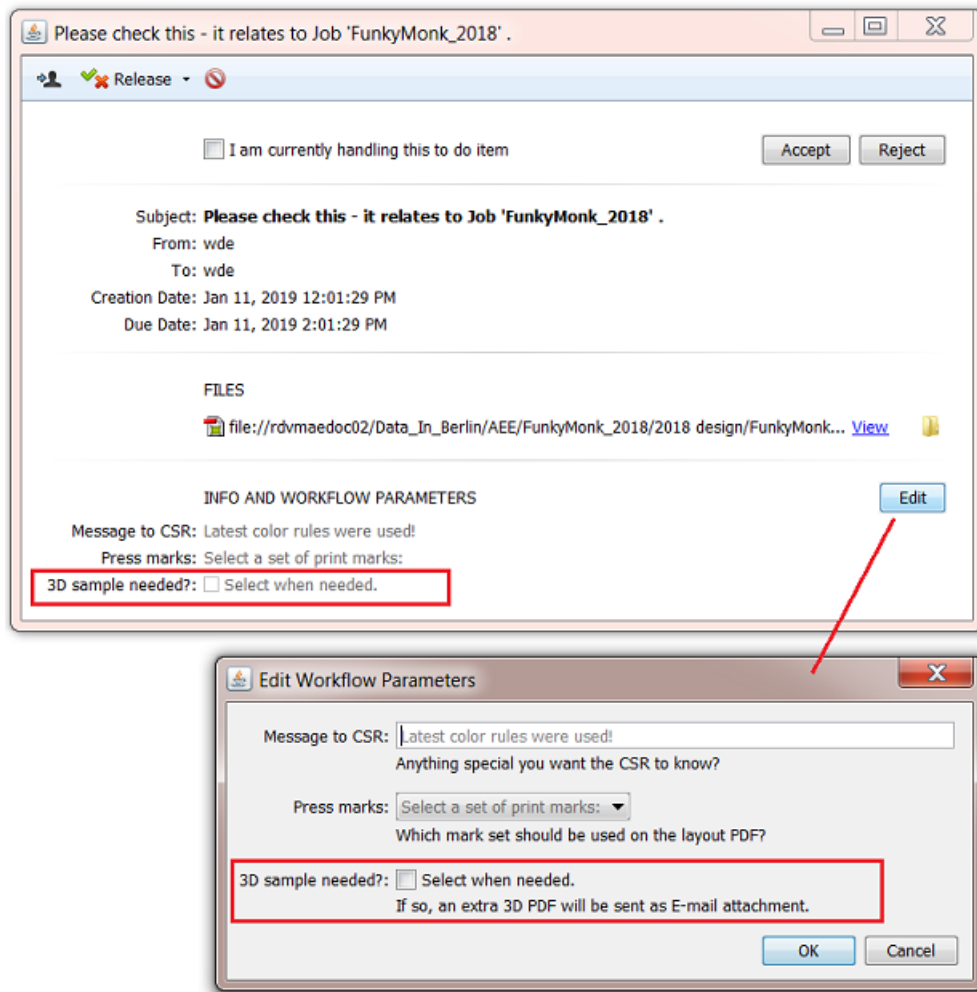 Please check this - it relates to Job 'FunkyMonk_2018' .
Release
I am currently handling this to do item
Accept
Reject
Subject: Please check this - it relates to Job 'FunkyMonk_2018' .
From: wde
To: wde
Creation Date: Jan 11, 2019 12:01:29 PM
Due Date: Jan 11, 2019 2:01:29 PM
FILES
file://rdvmaedoc02/Data_In_Berlin/AEE/FunkyMonk_2018/2018 design/FunkyMonk... View
INFO AND WORKFLOW PARAMETERS
Edit
Message to CSR: Latest color rules were used!
Press marks: Select a set of print marks:
3D sample needed?: Select when needed.
Edit Workflow Parameters
Message to CSR: Latest color rules were used!
Anything special you want the CSR to know?
Press marks: Select a set of print marks:
Which mark set should be used on the layout PDF?
3D sample needed?: Select when needed.
If so, an extra 3D PDF will be sent as E-mail attachment.
OK
Cancel